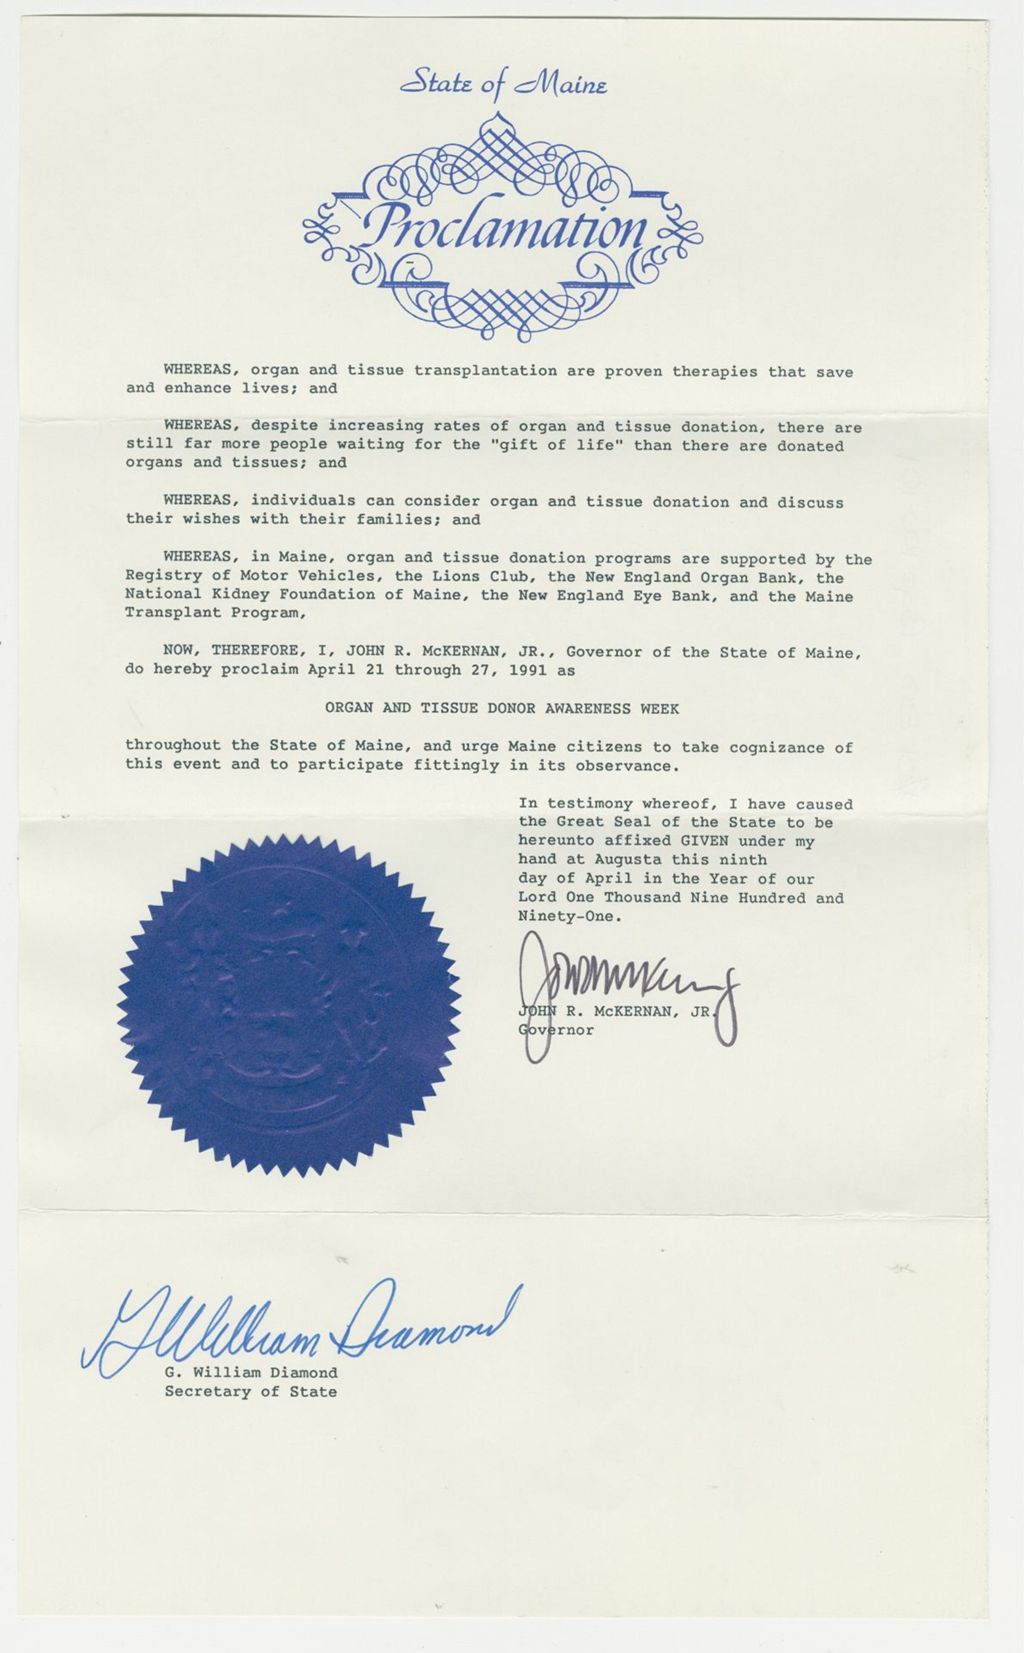 State of Maine
Proclamation
WHEREAS, organ and tissue transplantation are proven therapies that save
and enhance lives; and
WHEREAS, despite increasing rates of organ and tissue donation, there are
still far more people waiting for the "gift of life" than there are donated
organs and tissues; and
WHEREAS, individuals can consider organ and tissue donation and discuss
their wishes with their families; and
WHEREAS, in Maine, organ and tissue donation programs are supported by the
Registry of Motor Vehicles, the Lions Club, the New England Organ Bank, the
National Kidney Foundation of Maine, the New England Eye Bank, and the Maine
Transplant Program,
NOW, THEREFORE, I, JOHN R. McKERNAN, JR., Governor of the State of Maine,
do hereby proclaim April 21 through 27, 1991 as
ORGAN AND TISSUE DONOR AWARENESS WEEK
throughout the State of Maine, and urge Maine citizens to take cognizance of
this event and to participate fittingly in its observance.
In testimony whereof, I have caused
the Great Seal of the State to be
hereunto affixed GIVEN under my
hand at Augusta this ninth
day of April in the Year of our
Lord One Thousand Nine Hundred and
Ninety-One.
JOHN R. McKERNAN, JR.
Governor
G William Diamond
G. William Diamond
Secretary of State